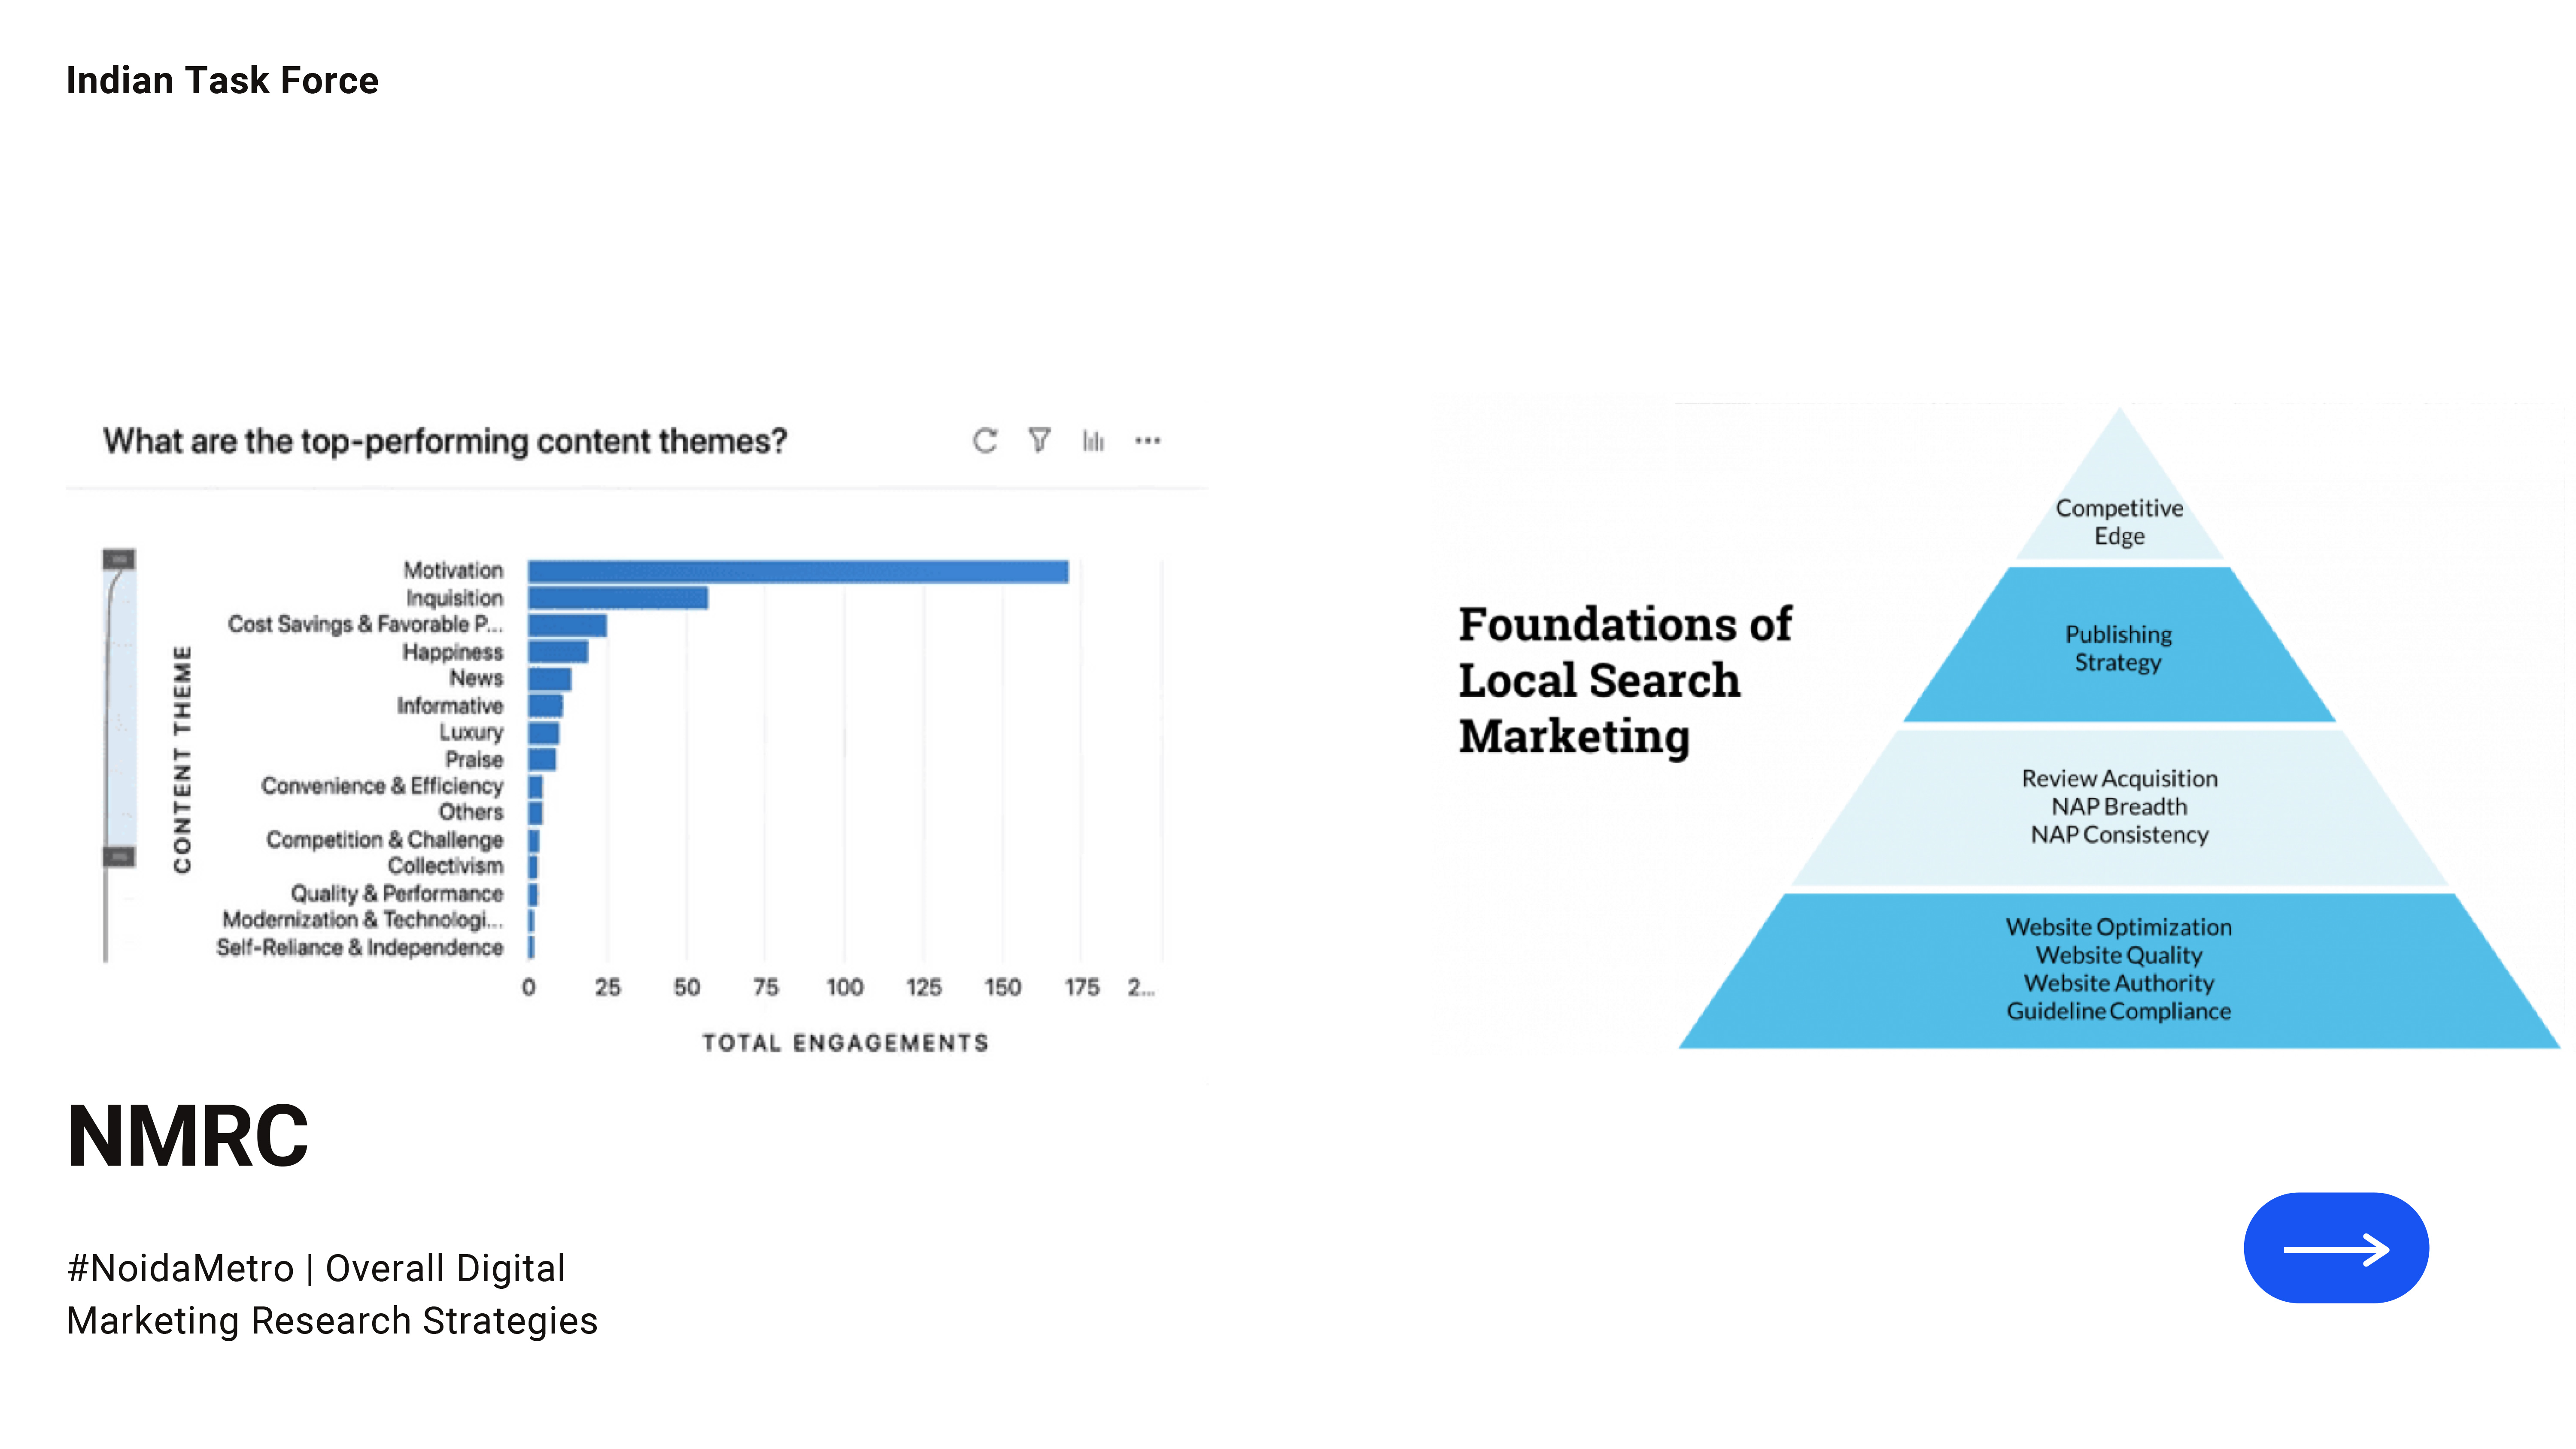 Indian Task Force
What are the top-performing content themes?
CONTENT THEME
Motivation
Inquisition
Cost Savings & Favorable P...
Happiness
News
Informative
Luxury
Praise
Convenience & Efficiency
Others
Competition & Challenge
Collectivism
Quality & Performance
Modernization & Technologi...
Self-Reliance & Independence
0 25 50 75 100 125 150 175 2...
TOTAL ENGAGEMENTS
Foundations of
Local Search
Marketing
Competitive
Edge
Publishing
Strategy
Review Acquisition
NAP Breadth
NAP Consistency
Website Optimization
Website Quality
Website Authority
Guideline Compliance
NMRC
#NoidaMetro | Overall Digital
Marketing Research Strategies